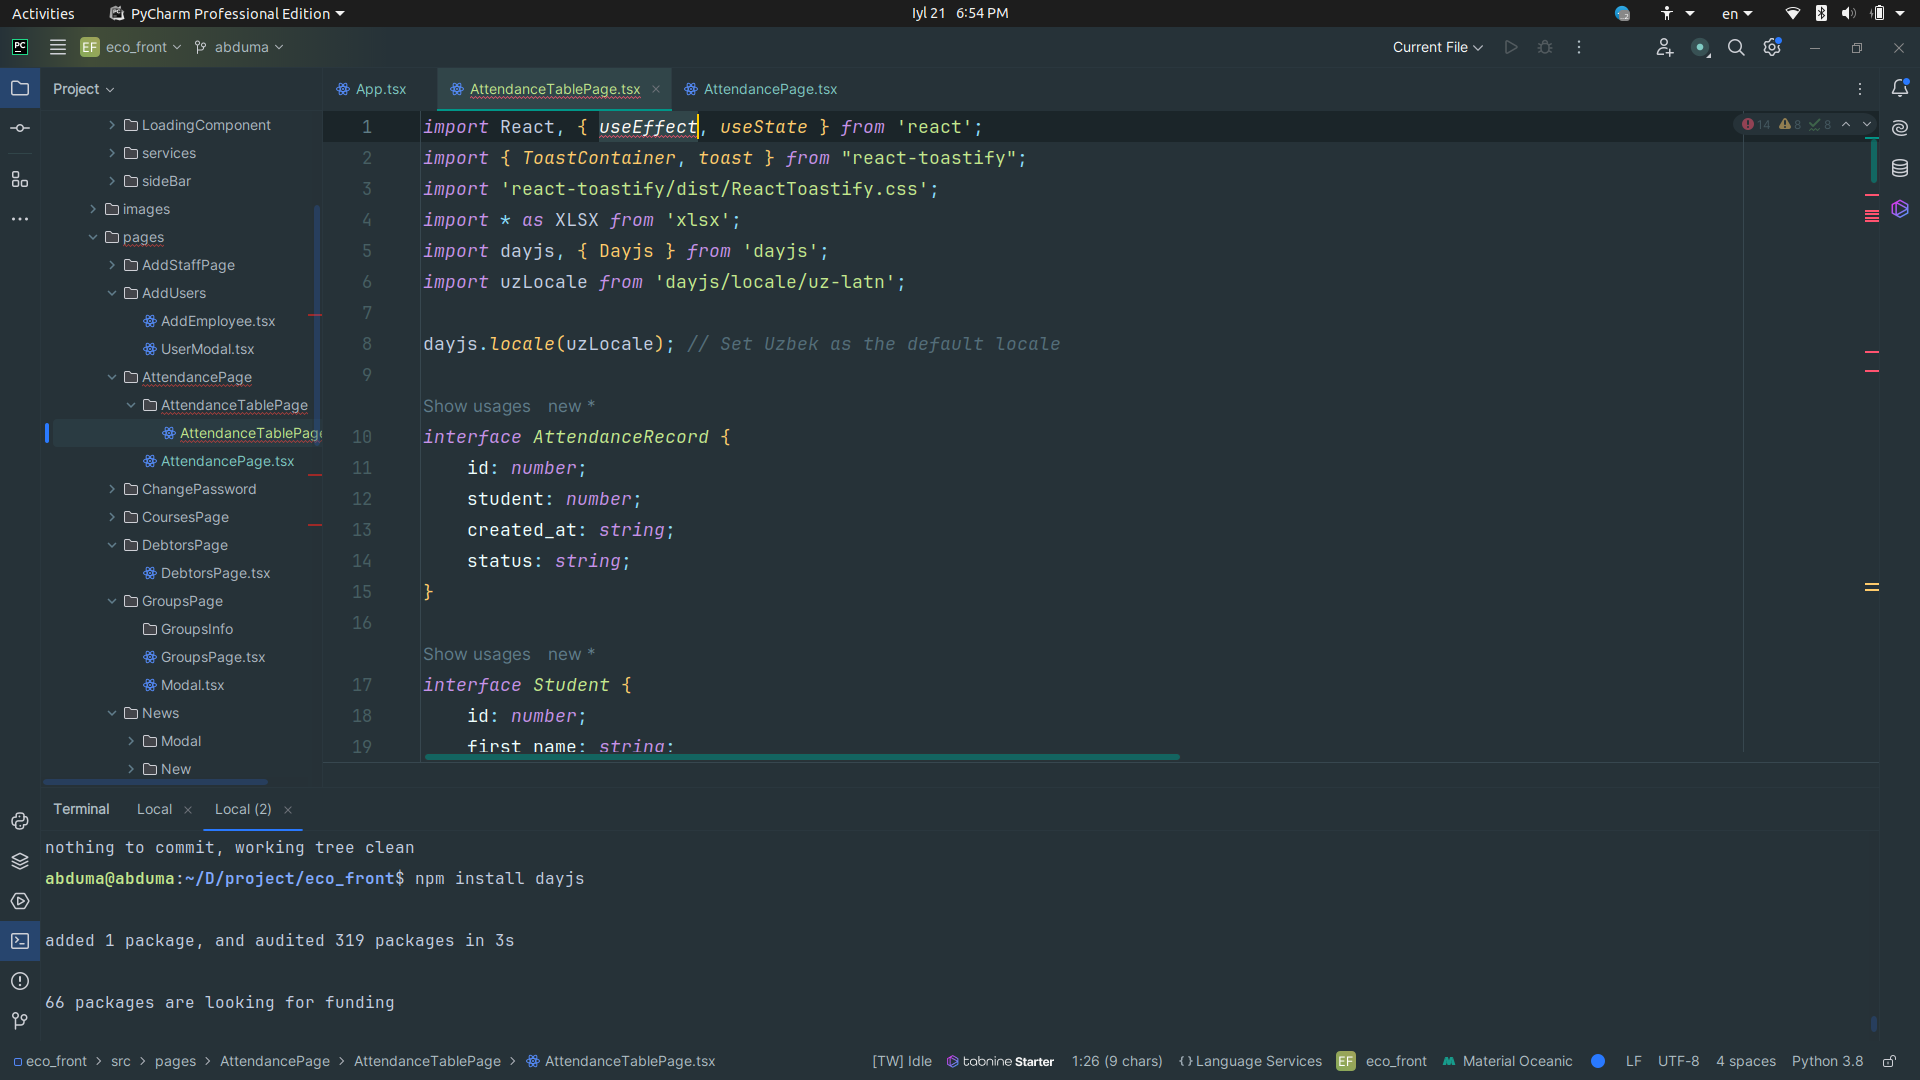 Activities PyCharm Professional Edition Iyl 21 6:54 PM en
PC EF eco_front abduma Current File
Project
LoadingComponent
services
sideBar
images
pages
AddStaffPage
AddUsers
AddEmployee.tsx
UserModal.tsx
AttendancePage
AttendanceTablePage
AttendanceTablePage
AttendancePage.tsx
ChangePassword
CoursesPage
DebtorsPage
DebtorsPage.tsx
GroupsPage
GroupsInfo
GroupsPage.tsx
Modal.tsx
News
Modal
New
App.tsx AttendanceTablePage.tsx AttendancePage.tsx
14 8 8
1 import React, { useEffect, useState } from 'react';
2 import { ToastContainer, toast } from "react-toastify";
3 import 'react-toastify/dist/ReactToastify.css';
4 import * as XLSX from 'xlsx';
5 import dayjs, { Dayjs } from 'dayjs';
6 import uzLocale from 'dayjs/locale/uz-latn';
7
8 dayjs.locale(uzLocale); // Set Uzbek as the default locale
9
Show usages new *
10 interface AttendanceRecord {
11 id: number;
12 student: number;
13 created_at: string;
14 status: string;
15 }
16
Show usages new *
17 interface Student {
18 id: number;
19 first_name: string;
Terminal Local Local (2)
nothing to commit, working tree clean
abduma@abduma:~/D/project/eco_front$ npm install dayjs
added 1 package, and audited 319 packages in 3s
66 packages are looking for funding
eco_front > src > pages > AttendancePage > AttendanceTablePage > AttendanceTablePage.tsx [TW] Idle tabnine Starter 1:26 (9 chars) {} Language Services EF eco_front Material Oceanic LF UTF-8 4 spaces Python 3.8